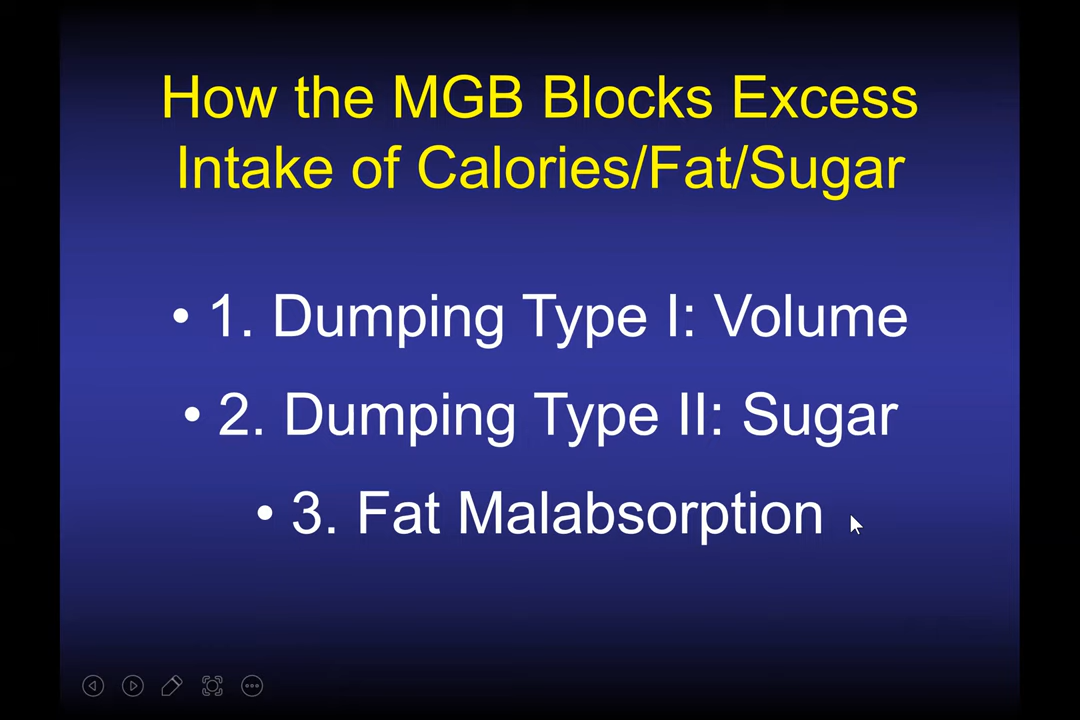 How the MGB Blocks Excess
Intake of Calories/Fat/Sugar
• 1. Dumping Type I: Volume
• 2. Dumping Type II: Sugar
• 3. Fat Malabsorption